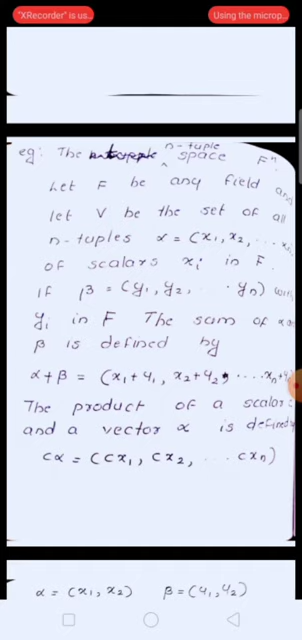 "XRecorder" is us..
Using the microp...
eg: The n-tuple space Fⁿ
Let F be any field and
let V be the set of all
n-tuples α = (x₁, x₂, ... xₙ
of scalars xᵢ in F.
If β = (y₁, y₂, ... yₙ) with
yᵢ in F The sum of α and
β is defined by
α+β = (x₁+y₁, x₂+y₂, .... xₙ+y
The product of a scalar
and a vector α is defined
cα = (cx₁, cx₂, ... cxₙ)
α = (x₁, x₂) β = (y₁, y₂)